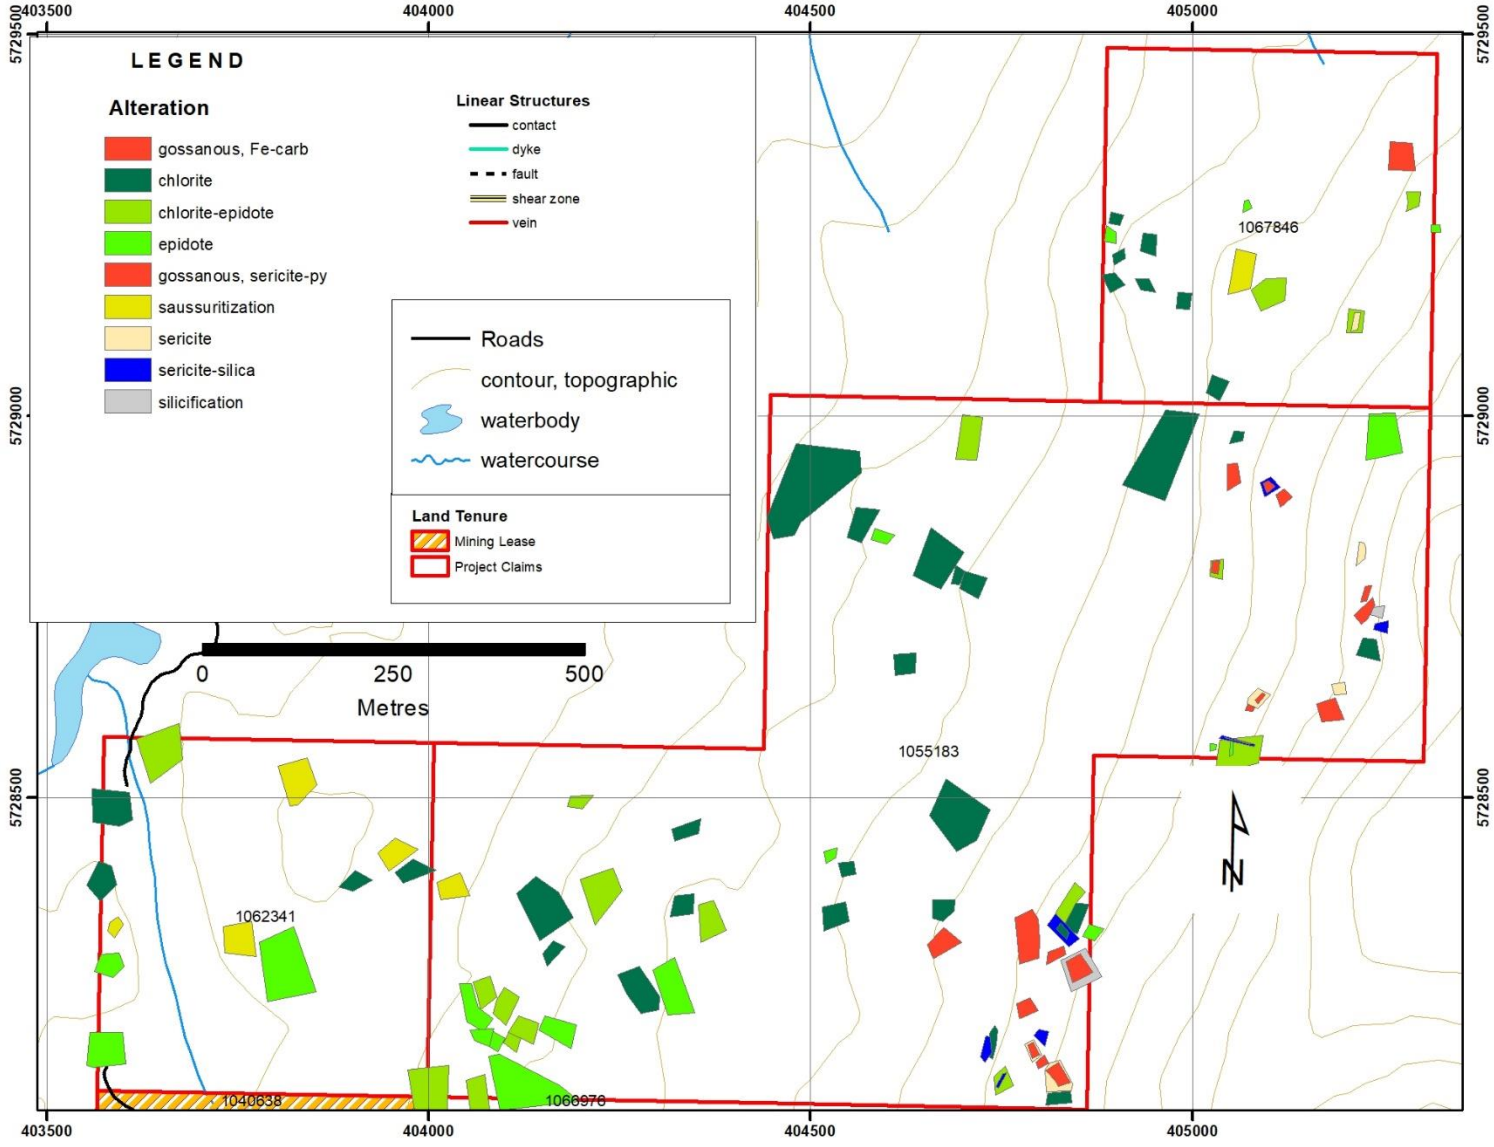 403500 404000 404500 405000
5729500 5729500
LEGEND
Alteration
gossanous, Fe-carb
chlorite
chlorite-epidote
epidote
gossanous, sericite-py
saussuritization
sericite
sericite-silica
silicification
Linear Structures
contact
dyke
fault
shear zone
vein
Roads
contour, topographic
waterbody
watercourse
Land Tenure
Mining Lease
Project Claims
1067846
5729000 5729000
0 250 500
Metres
1055183
5728500 5728500
N
1062341
1040638 1066976
403500 404000 404500 405000